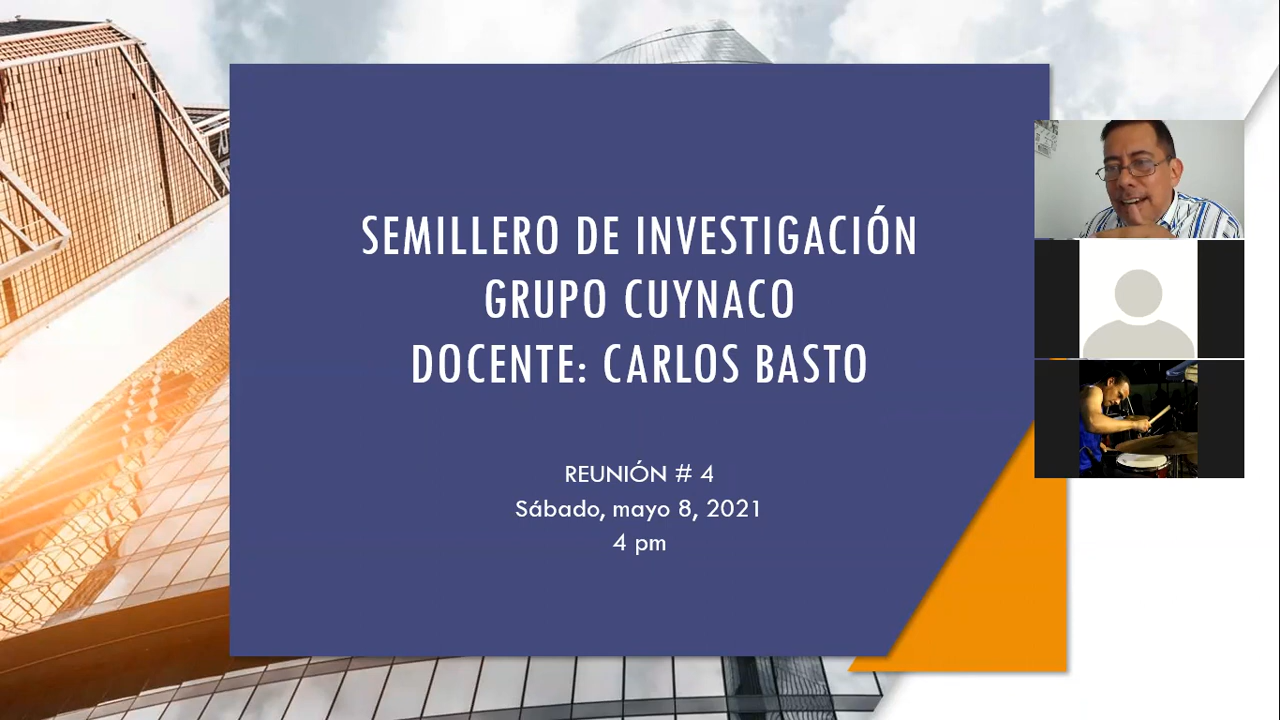 SEMILLERO DE INVESTIGACIÓN
GRUPO CUYNACO
DOCENTE: CARLOS BASTO
REUNIÓN # 4
Sábado, mayo 8, 2021
4 pm